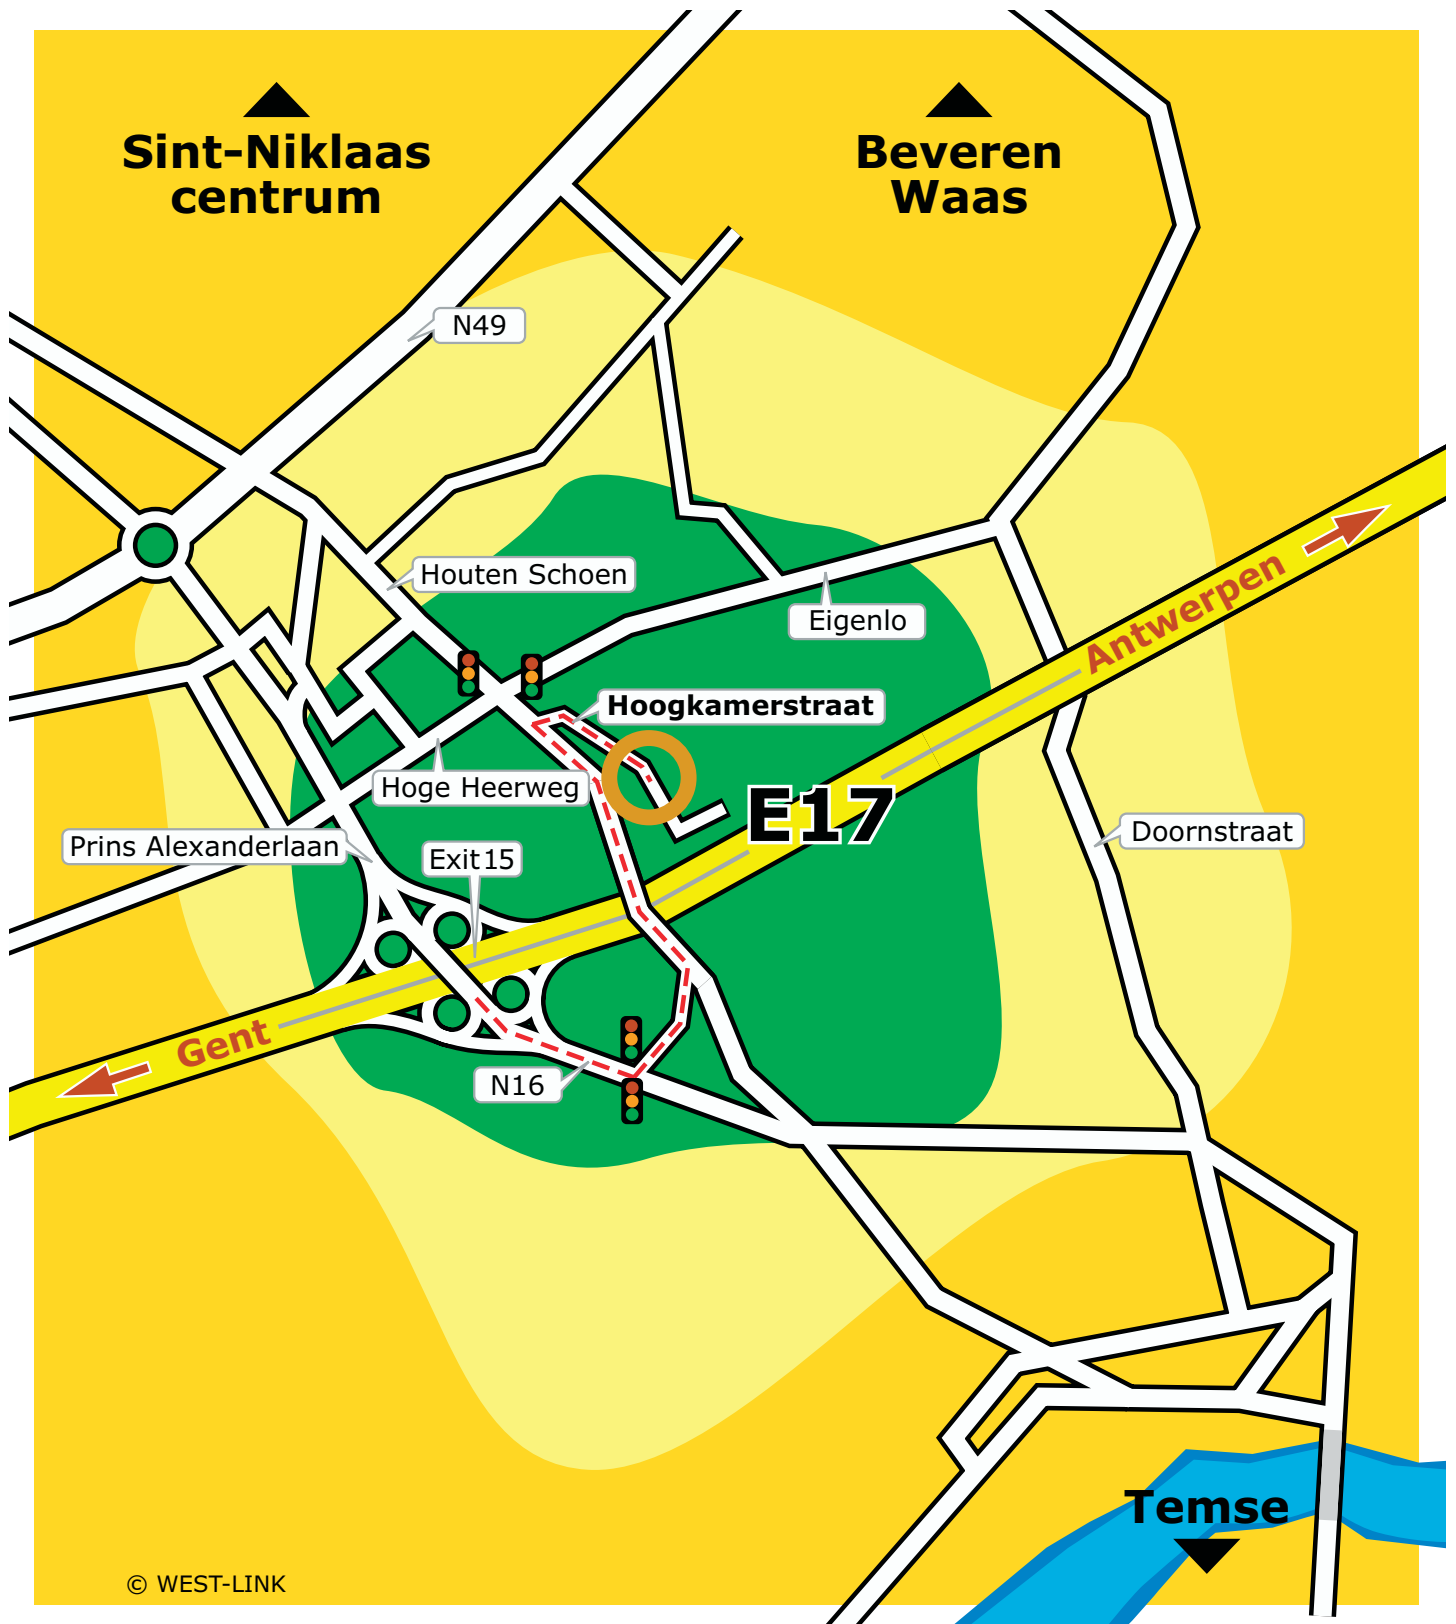 Sint-Niklaas
centrum
Beveren
Waas
N49
Houten Schoen
Eigenlo
Antwerpen
Hoogkamerstraat
Hoge Heerweg
E17
Doornstraat
Prins Alexanderlaan
Exit 15
Gent
N16
Temse
© WEST-LINK